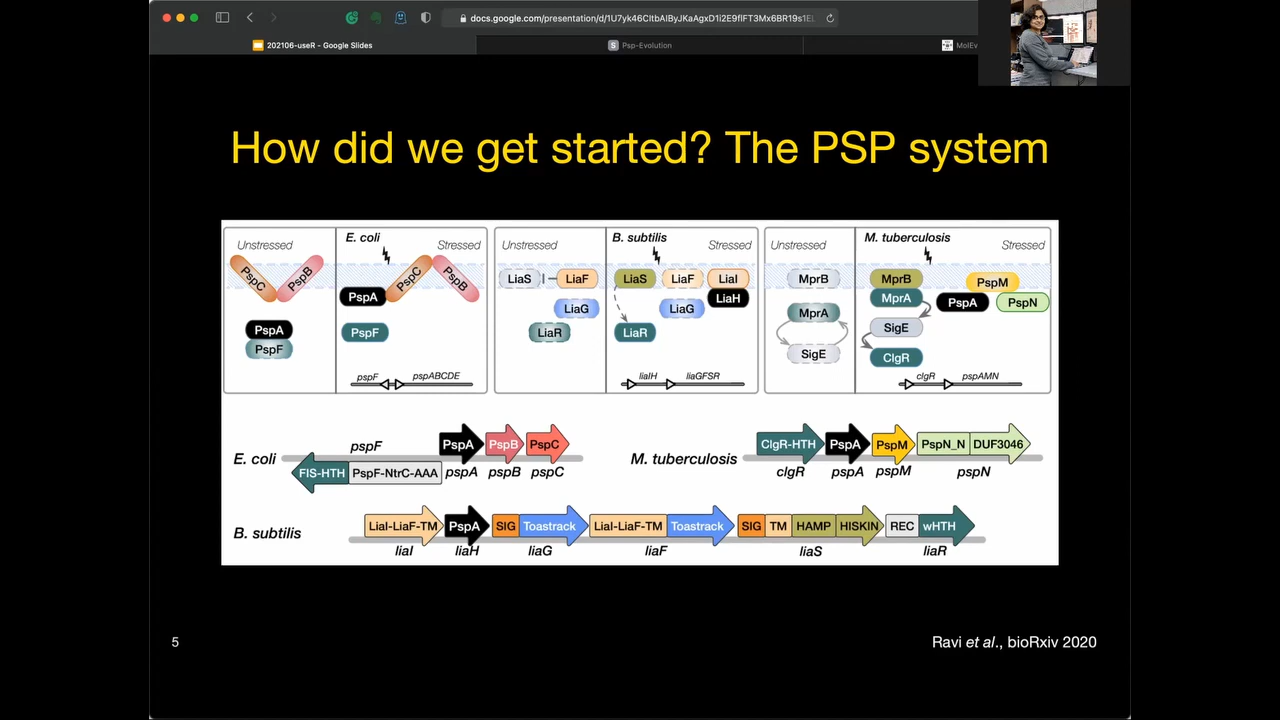 docs.google.com/presentation/d/1U7yk46CItbAIByJKaAgxD1i2E9flFT3Mx6BR19s1E
202106-useR - Google Slides
Psp-Evolution
MolEv
How did we get started? The PSP system
Unstressed
E. coli
Stressed
PspC
PspB
PspA
PspF
PspA
PspC
PspB
PspF
pspF
pspABCDE
Unstressed
B. subtilis
Stressed
LiaS
LiaF
LiaG
LiaR
LiaS
LiaF
LiaI
LiaH
LiaG
LiaR
liaIH
liaGFSR
Unstressed
M. tuberculosis
Stressed
MprB
MprA
SigE
MprB
MprA
SigE
ClgR
PspM
PspA
PspN
clgR
pspAMN
E. coli
pspF
FIS-HTH PspF-NtrC-AAA
PspA PspB PspC
pspA pspB pspC
M. tuberculosis
ClgR-HTH PspA PspM PspN_N DUF3046
clgR pspA pspM pspN
B. subtilis
LiaI-LiaF-TM PspA SIG Toastrack LiaI-LiaF-TM Toastrack SIG TM HAMP HISKIN REC wHTH
liaI liaH liaG liaF liaS liaR
5
Ravi et al., bioRxiv 2020